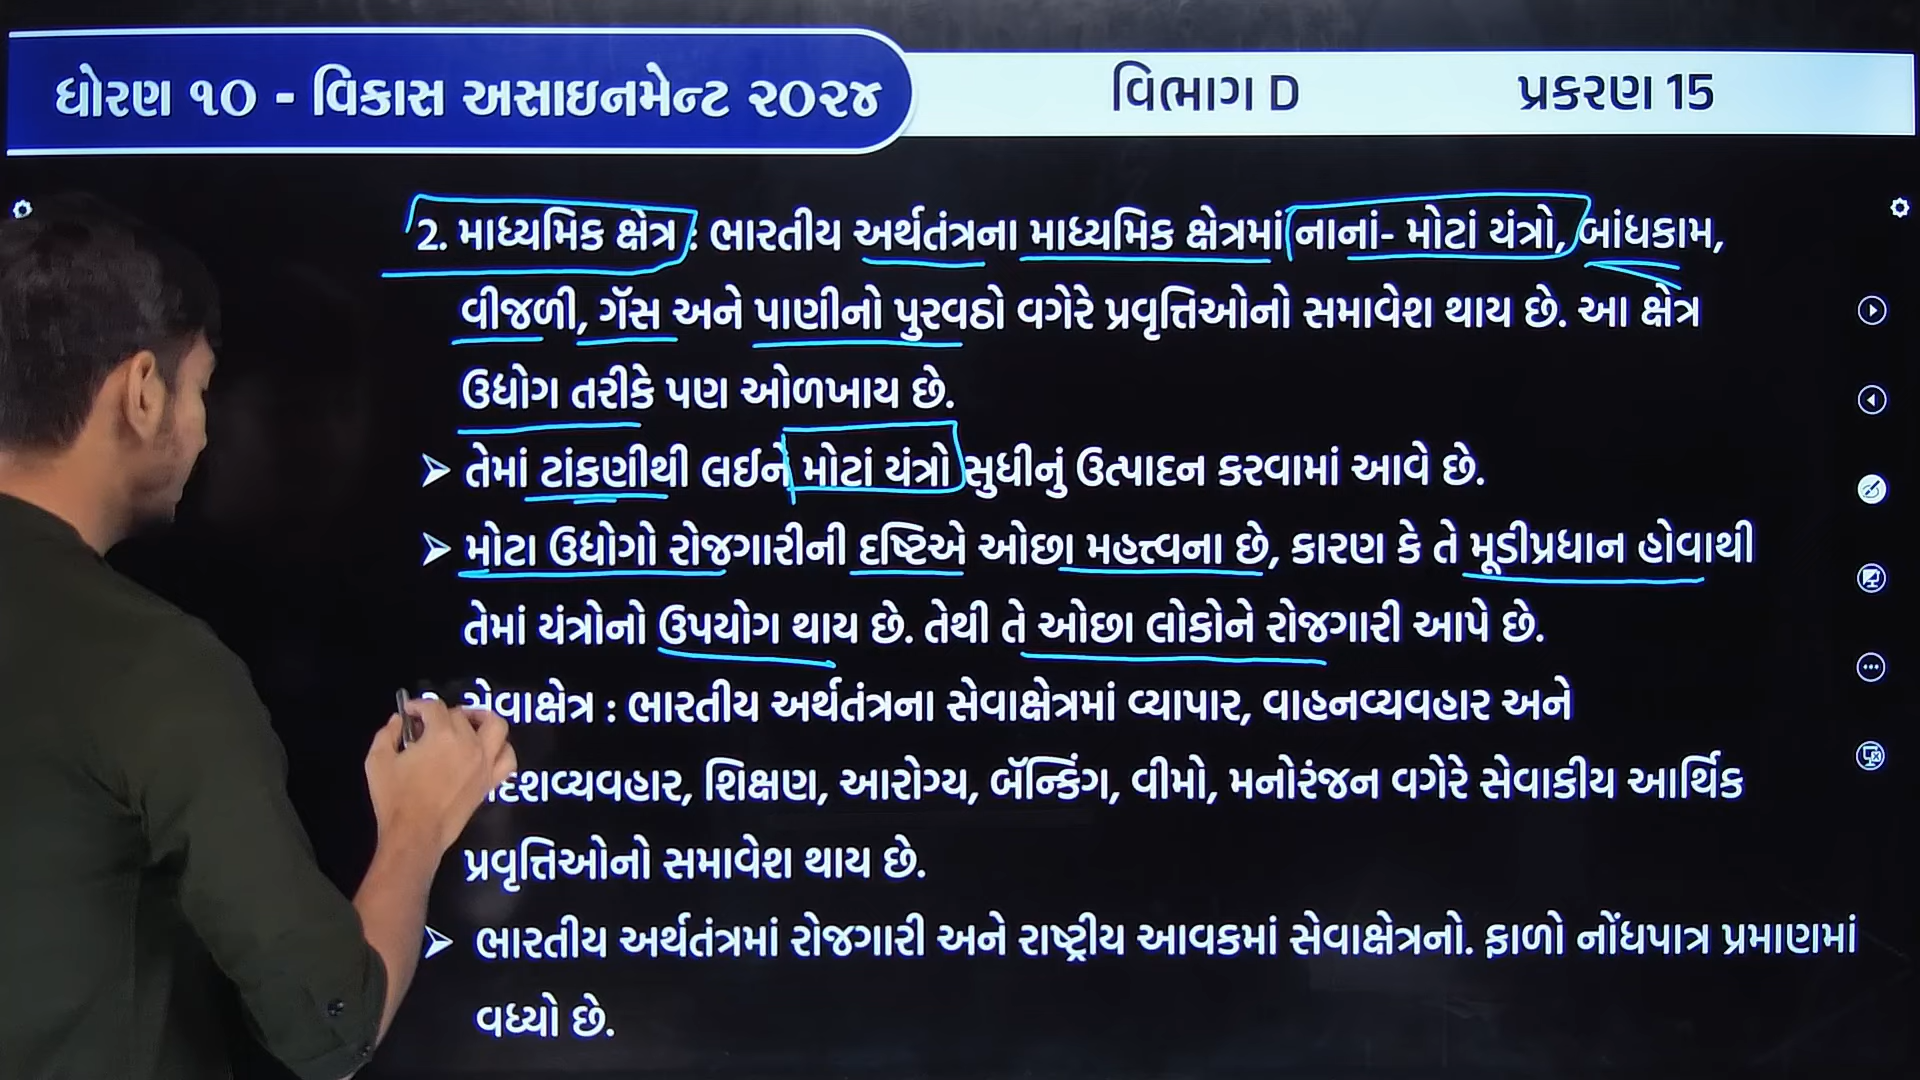 ધોરણ ૧૦ - વિકાસ અસાઇનમેન્ટ ૨૦૨૪
વિભાગ D
પ્રકરણ 15
2. માધ્યમિક ક્ષેત્ર : ભારતીય અર્થતંત્રના માધ્યમિક ક્ષેત્રમાં નાનાં- મોટાં યંત્રો, બાંધકામ,
વીજળી, ગૅસ અને પાણીનો પુરવઠો વગેરે પ્રવૃત્તિઓનો સમાવેશ થાય છે. આ ક્ષેત્ર
ઉદ્યોગ તરીકે પણ ઓળખાય છે.
➤ તેમાં ટાંકણીથી લઈને મોટાં યંત્રો સુધીનું ઉત્પાદન કરવામાં આવે છે.
➤ મોટા ઉદ્યોગો રોજગારીની દષ્ટિએ ઓછા મહત્ત્વના છે, કારણ કે તે મૂડીપ્રધાન હોવાથી
તેમાં યંત્રોનો ઉપયોગ થાય છે. તેથી તે ઓછા લોકોને રોજગારી આપે છે.
સેવાક્ષેત્ર : ભારતીય અર્થતંત્રના સેવાક્ષેત્રમાં વ્યાપાર, વાહનવ્યવહાર અને
શિક્ષણ, આરોગ્ય, બૅન્કિંગ, વીમો, મનોરંજન વગેરે સેવાકીય આર્થિક
પ્રવૃત્તિઓનો સમાવેશ થાય છે.
➤ ભારતીય અર્થતંત્રમાં રોજગારી અને રાષ્ટ્રીય આવકમાં સેવાક્ષેત્રનો. ફાળો નોંધપાત્ર પ્રમાણમાં
વધ્યો છે.